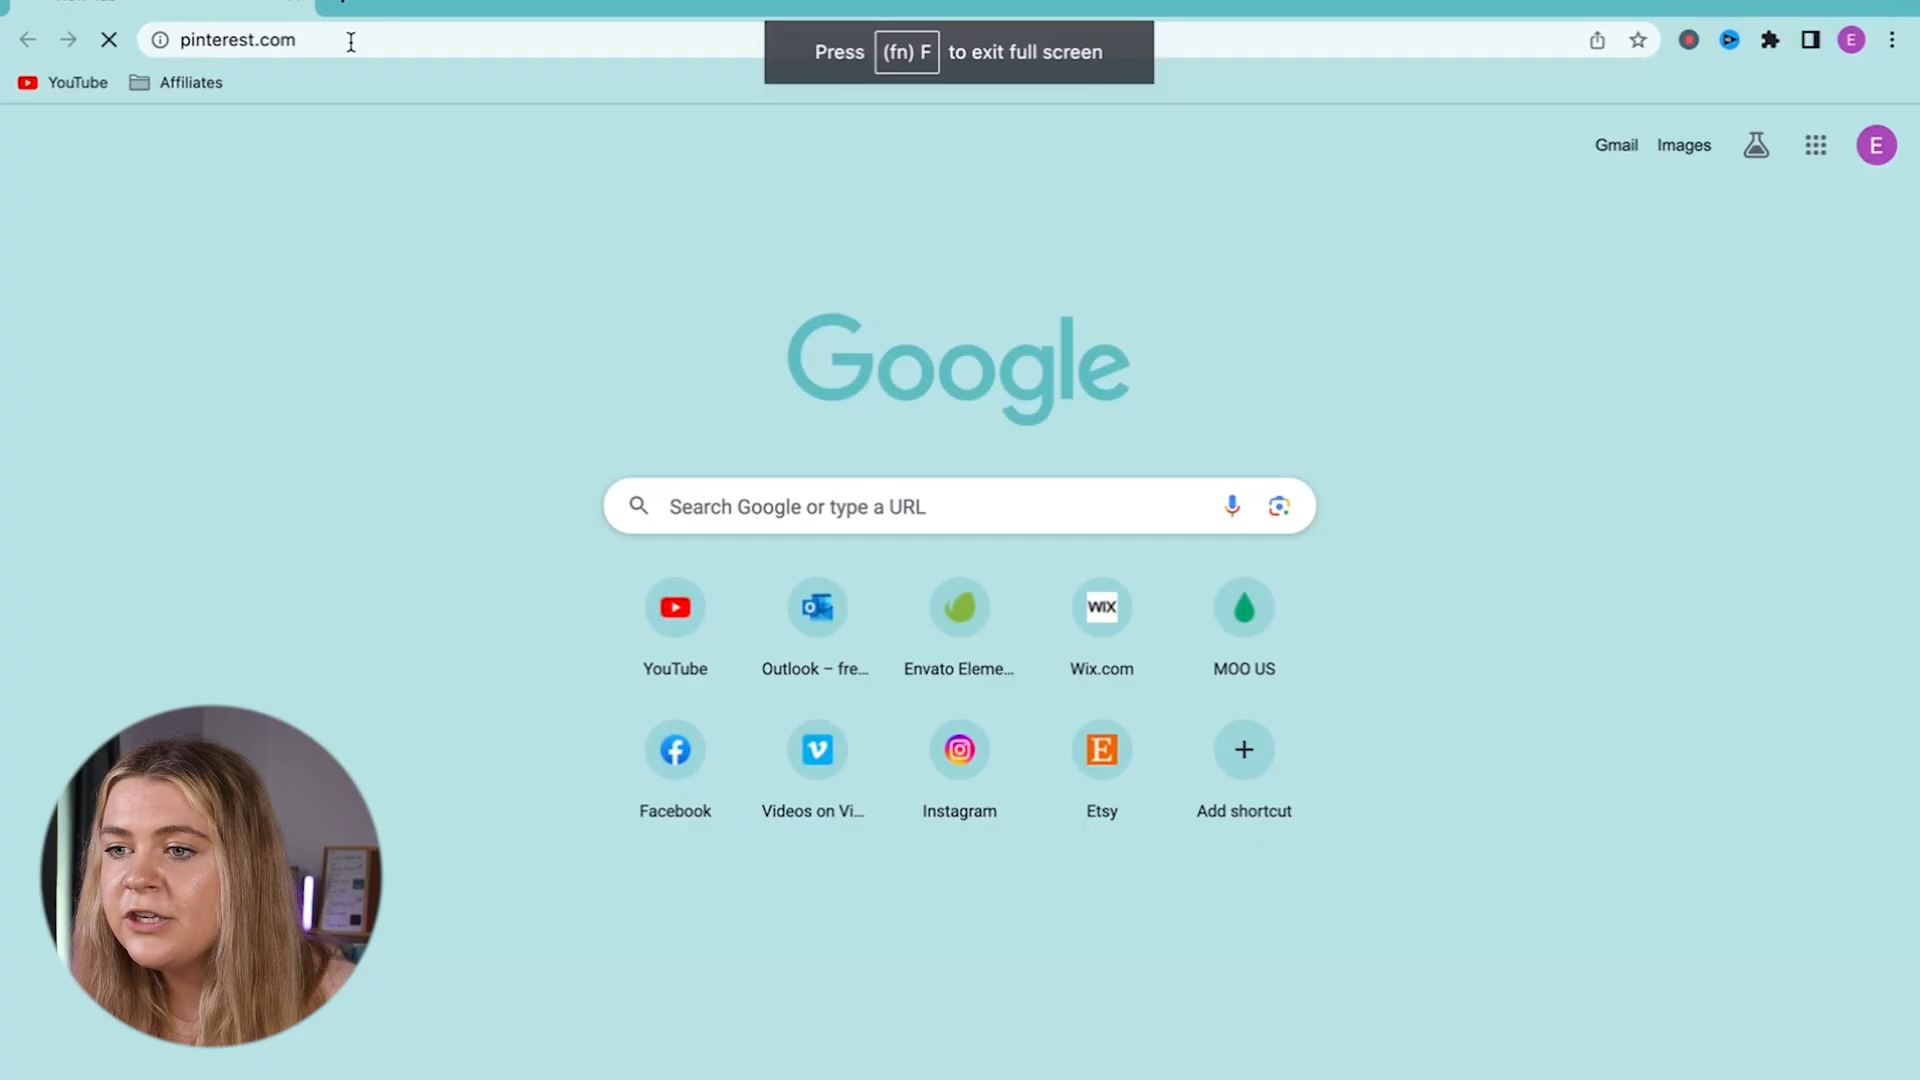 pinterest.com
Press (fn) F to exit full screen
E
YouTube
Affiliates
Gmail
Images
E
Google
Search Google or type a URL
WIX
YouTube
Outlook – fre...
Envato Eleme...
Wix.com
MOO US
E
Facebook
Videos on Vi...
Instagram
Etsy
Add shortcut